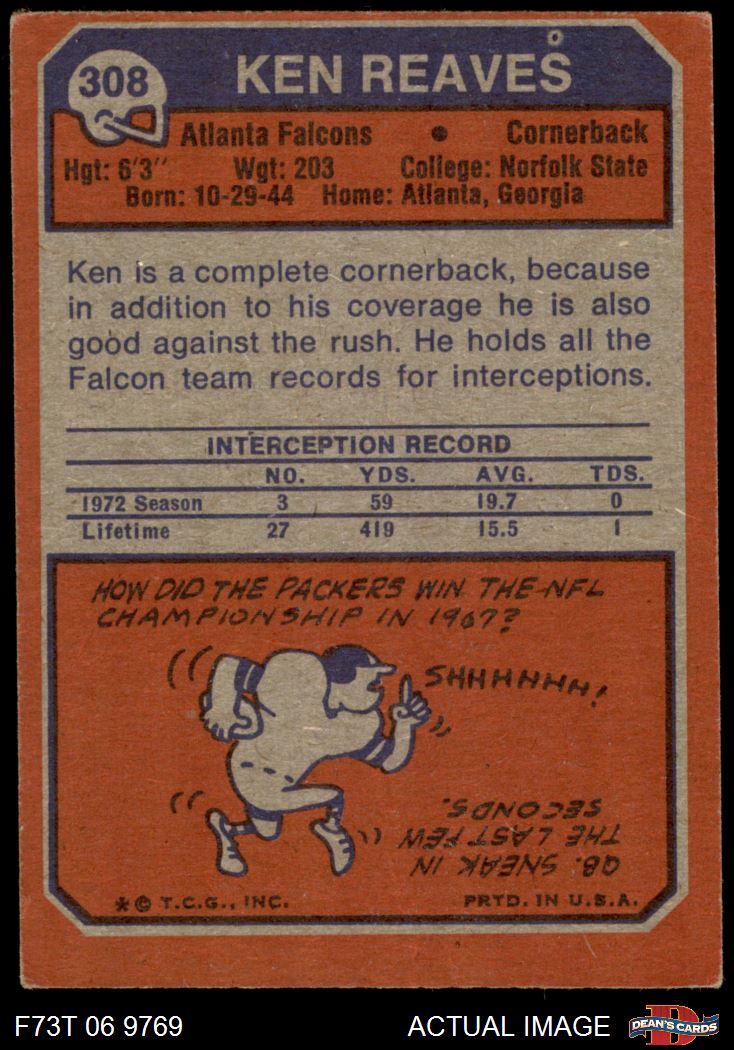 308
KEN REAVES
Atlanta Falcons • Cornerback
Hgt: 6'3" Wgt: 203 College: Norfolk State
Born: 10-29-44 Home: Atlanta, Georgia
Ken is a complete cornerback, because
in addition to his coverage he is also
good against the rush. He holds all the
Falcon team records for interceptions.
INTERCEPTION RECORD
NO. YDS. AVG. TDS.
1972 Season 3 59 19.7 0
Lifetime 27 419 15.5 1
HOW DID THE PACKERS WIN THE NFL
CHAMPIONSHIP IN 1967?
SHHHHHH!
QB. SNEAK IN
THE LAST FEW
SECONDS.
* © T.C.G., INC. PRTD. IN U.S.A.
F73T 06 9769 ACTUAL IMAGE D DEAN'S CARDS